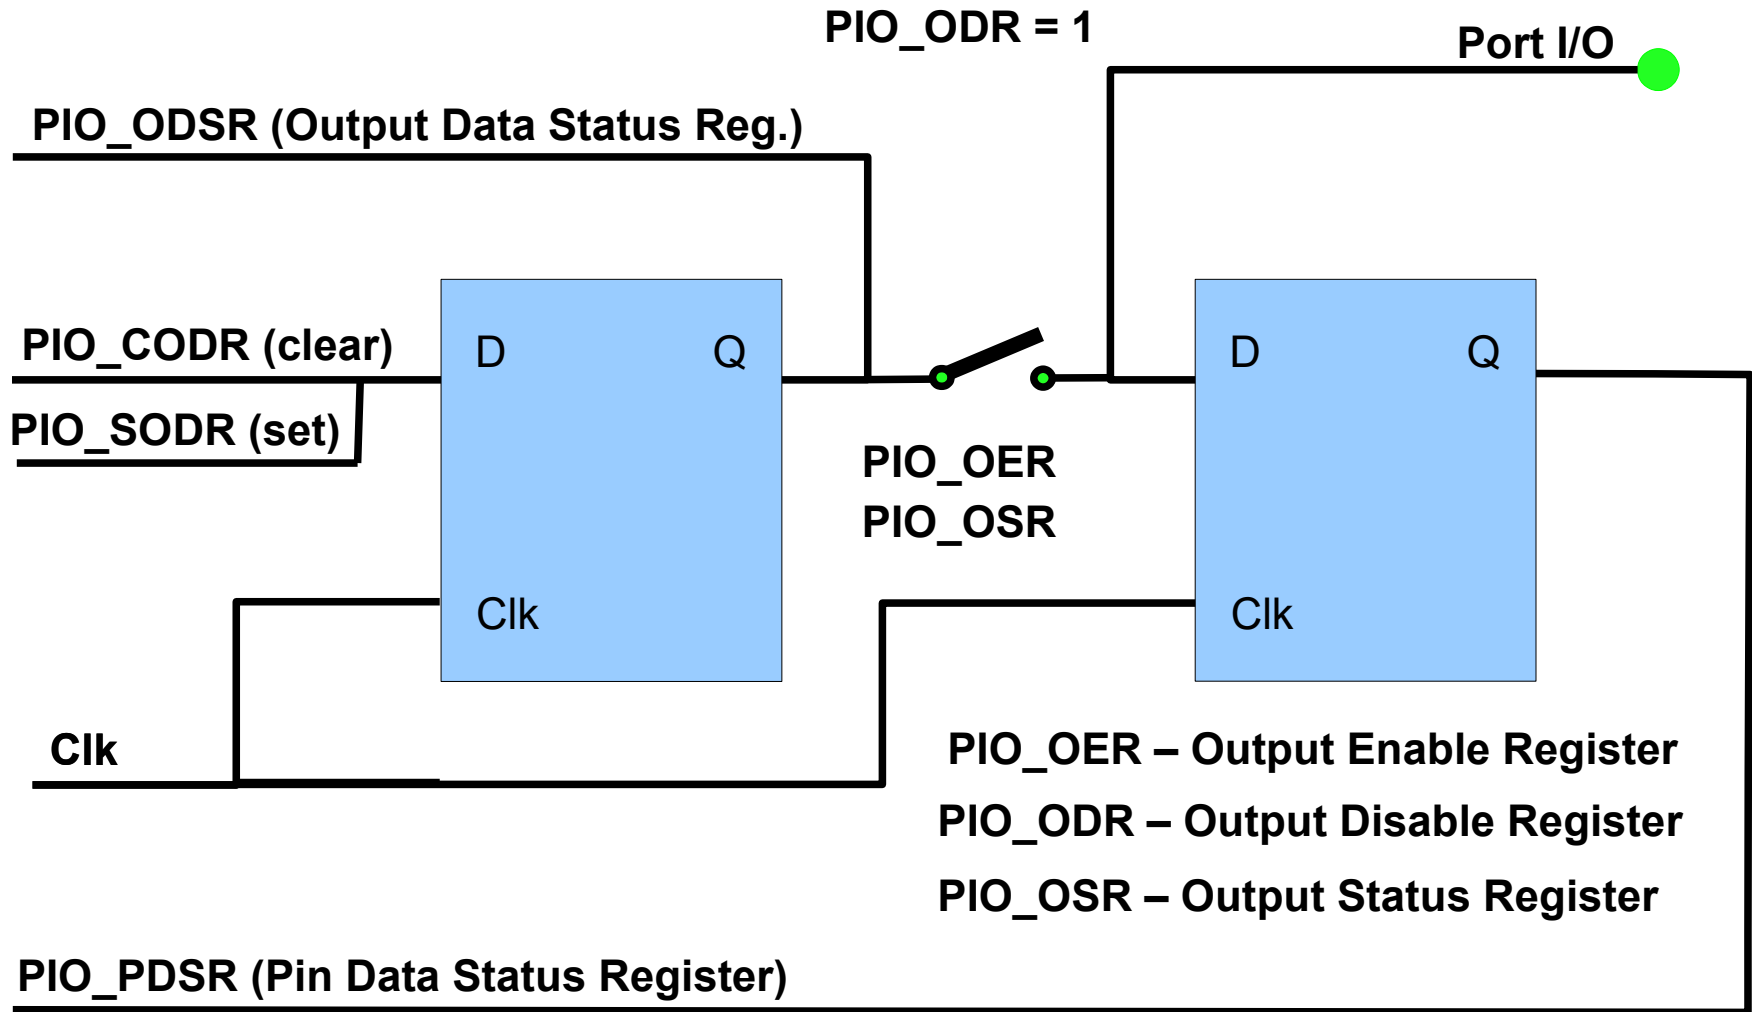 PIO_ODR = 1
Port I/O
PIO_ODSR (Output Data Status Reg.)
PIO_CODR (clear)
D
Q
D
Q
PIO_SODR (set)
PIO_OER
PIO_OSR
Clk
Clk
Clk
PIO_OER – Output Enable Register
PIO_ODR – Output Disable Register
PIO_OSR – Output Status Register
PIO_PDSR (Pin Data Status Register)